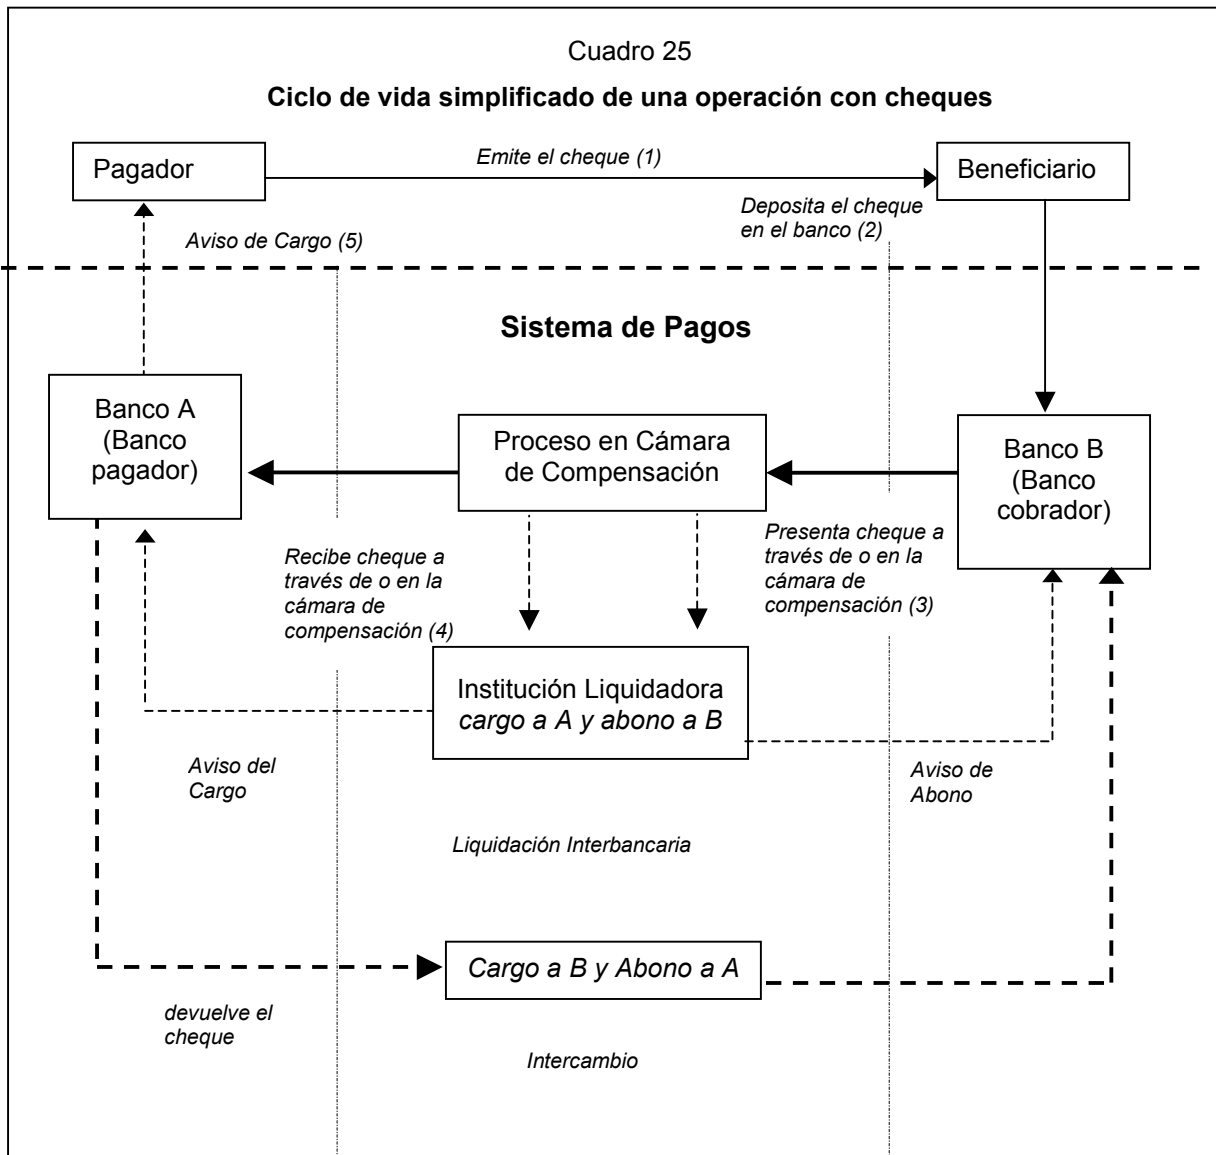 Cuadro 25
Ciclo de vida simplificado de una operación con cheques
Pagador
Emite el cheque (1)
Beneficiario
Deposita el cheque
en el banco (2)
Aviso de Cargo (5)
Sistema de Pagos
Banco A
(Banco
pagador)
Proceso en Cámara
de Compensación
Banco B
(Banco
cobrador)
Recibe cheque a
través de o en la
cámara de
compensación (4)
Presenta cheque a
través de o en la
cámara de
compensación (3)
Institución Liquidadora
cargo a A y abono a B
Aviso del
Cargo
Aviso de
Abono
Liquidación Interbancaria
Cargo a B y Abono a A
devuelve el
cheque
Intercambio